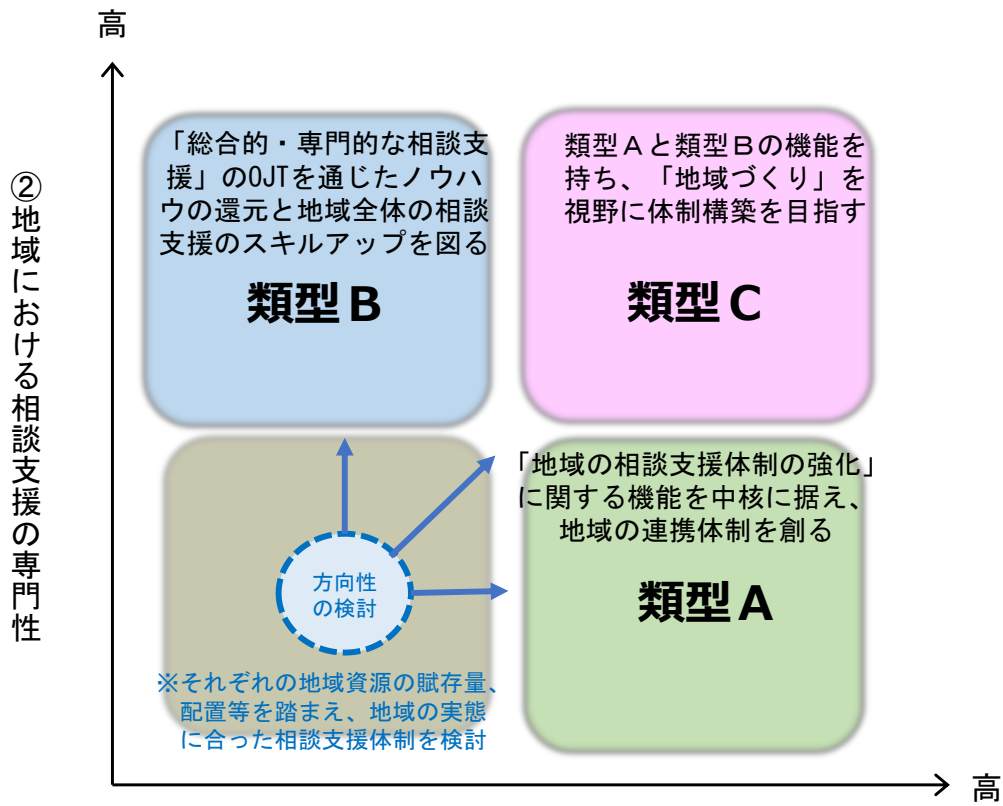 高
②地域における相談支援の専門性
「総合的・専門的な相談支
援」のOJTを通じたノウハ
ウの還元と地域全体の相談
支援のスキルアップを図る
類型B
類型Aと類型Bの機能を
持ち、「地域づくり」を
視野に体制構築を目指す
類型C
「地域の相談支援体制の強化」
に関する機能を中核に据え、
地域の連携体制を創る
類型A
方向性
の検討
※それぞれの地域資源の賦存量、
配置等を踏まえ、地域の実態
に合った相談支援体制を検討
高